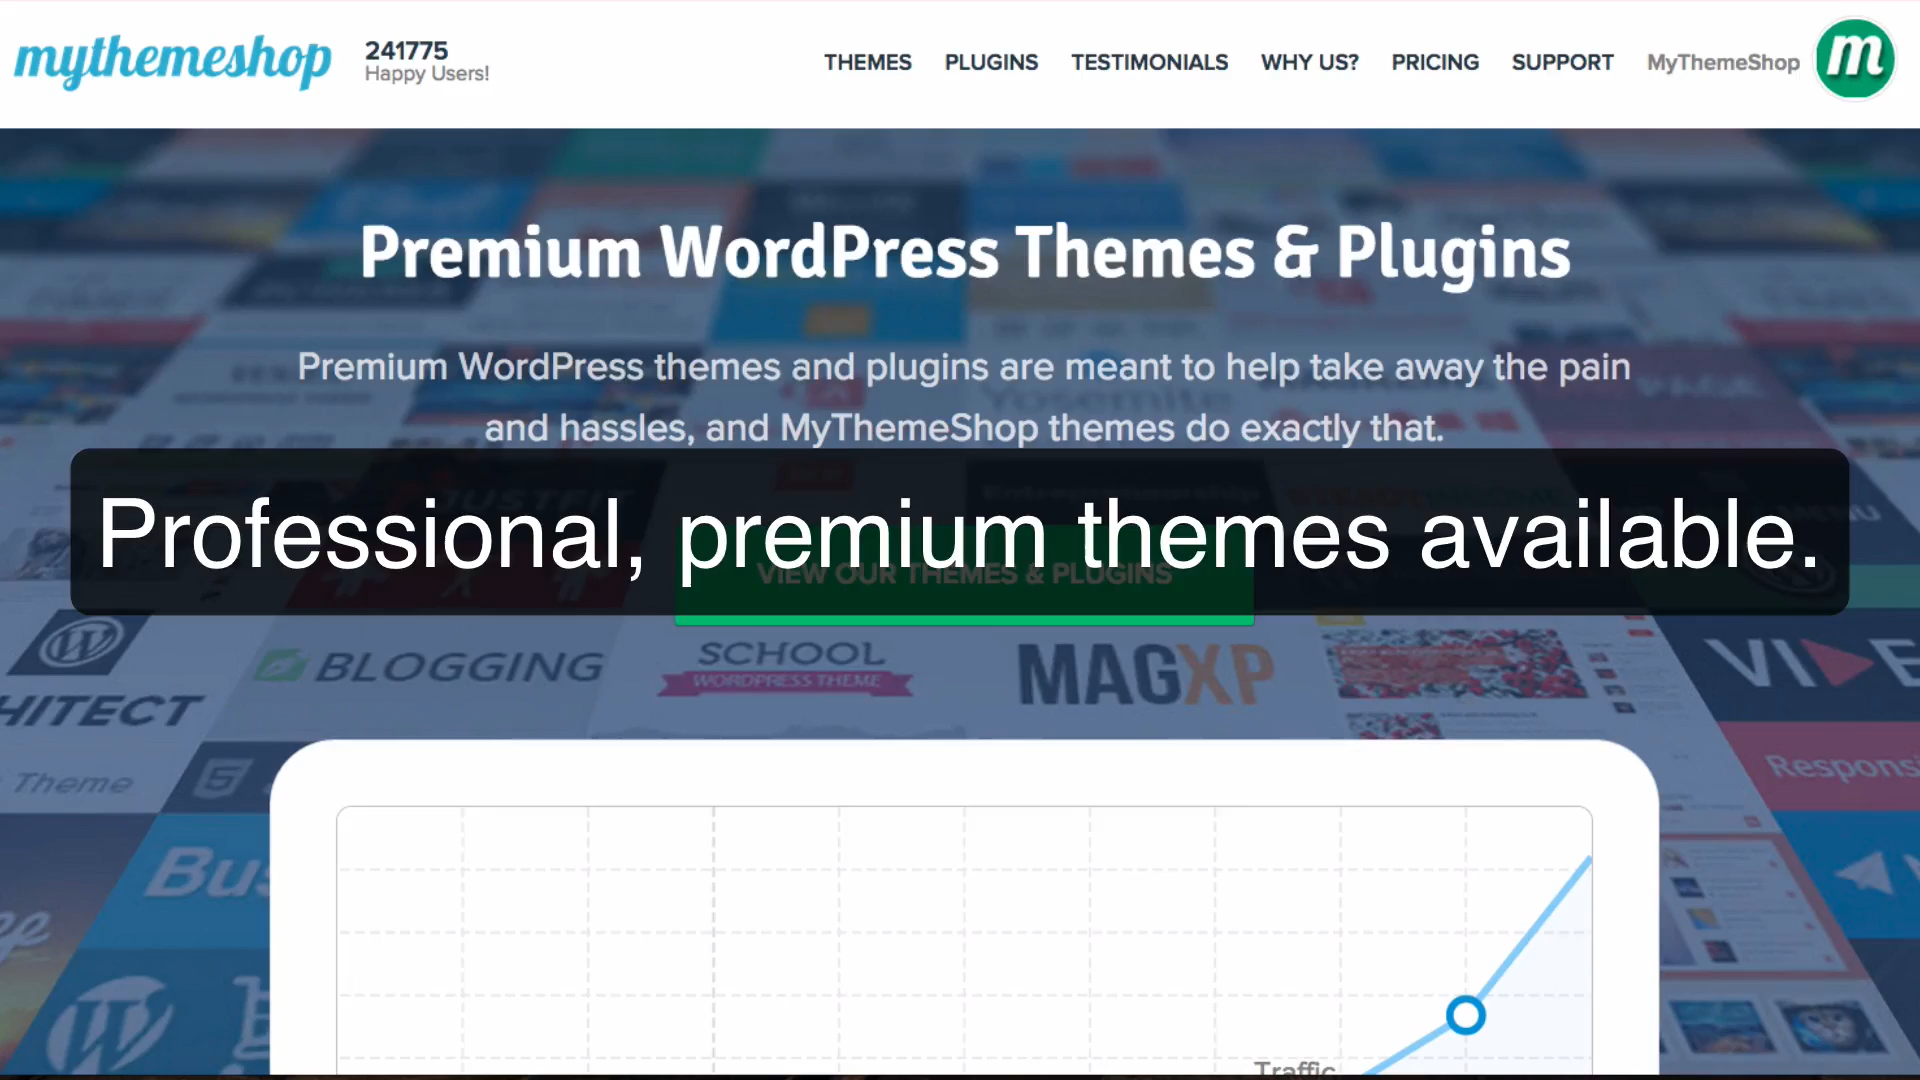 mythemeshop
241775
Happy Users!
THEMES PLUGINS TESTIMONIALS WHY US? PRICING SUPPORT MyThemeShop
m
Premium WordPress Themes & Plugins
Premium WordPress themes and plugins are meant to help take away the pain
and hassles, and MyThemeShop themes do exactly that.
Professional, premium themes available.
VIEW OUR THEMES & PLUGINS
BLOGGING
SCHOOL
WORDPRESS THEME
MAGXP
HITECT
Theme
Respons
Bus
Traffic